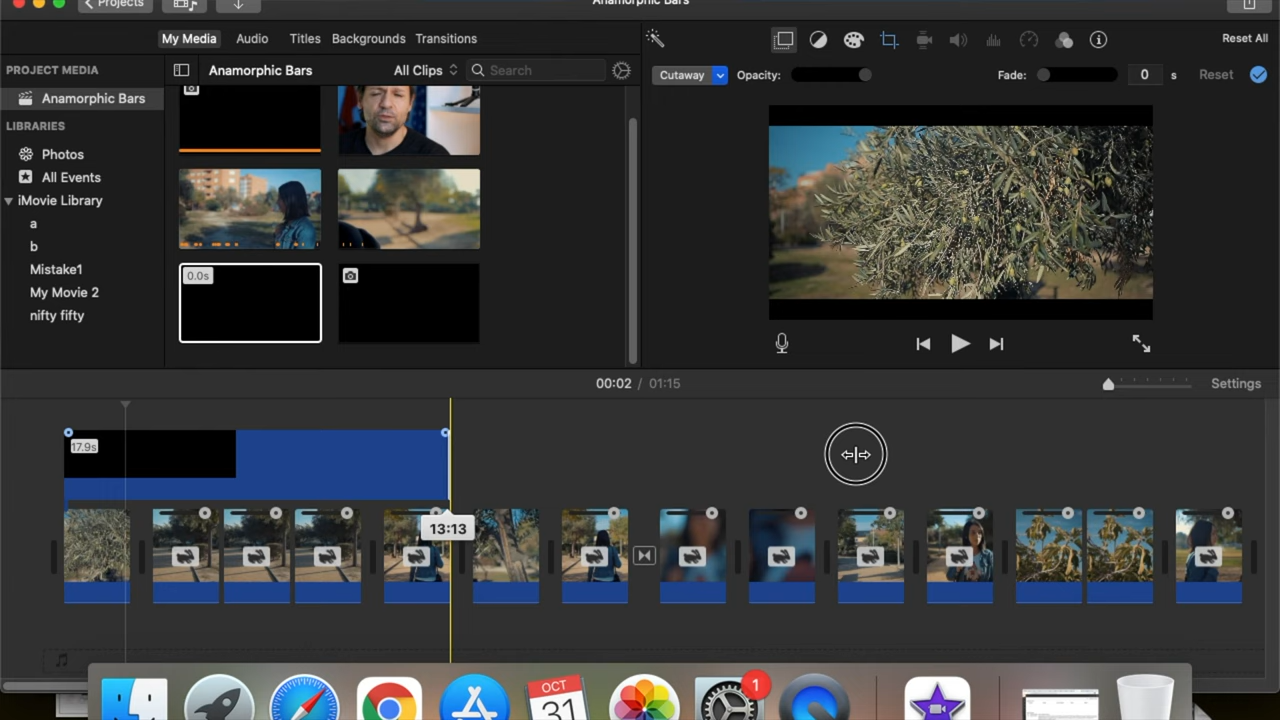 Projects
Anamorphic Bars
My Media Audio Titles Backgrounds Transitions
Reset All
PROJECT MEDIA
Anamorphic Bars
All Clips
Search
Cutaway
Opacity:
Fade:
0 s
Reset
Anamorphic Bars
LIBRARIES
Photos
All Events
iMovie Library
a
b
Mistake1
My Movie 2
nifty fifty
0.0s
00:02 / 01:15
Settings
17.9s
13:13
1
OCT
31